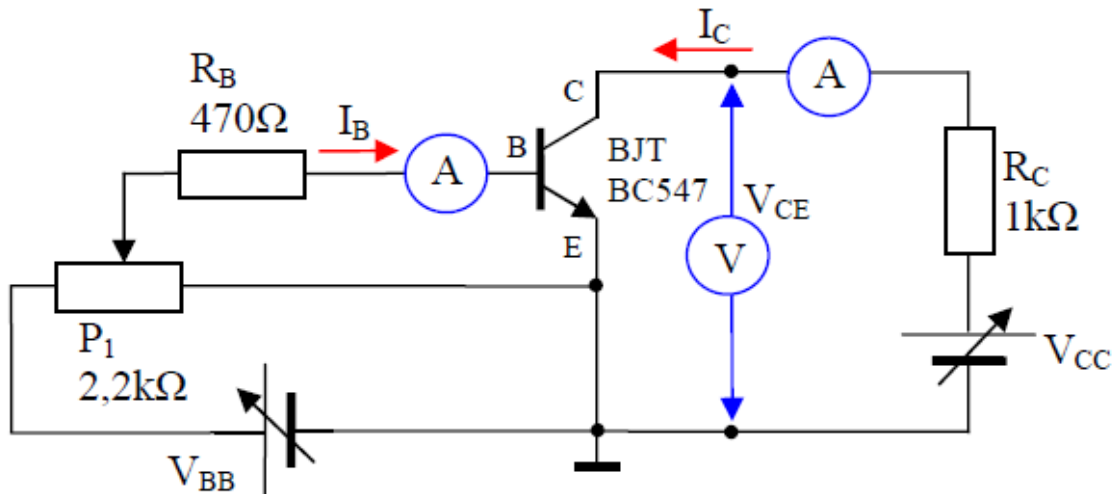 I_C
R_B
470Ω
I_B
A
B
C
E
BJT
BC547
A
V_CE
V
R_C
1kΩ
P_1
2,2kΩ
V_BB
V_CC